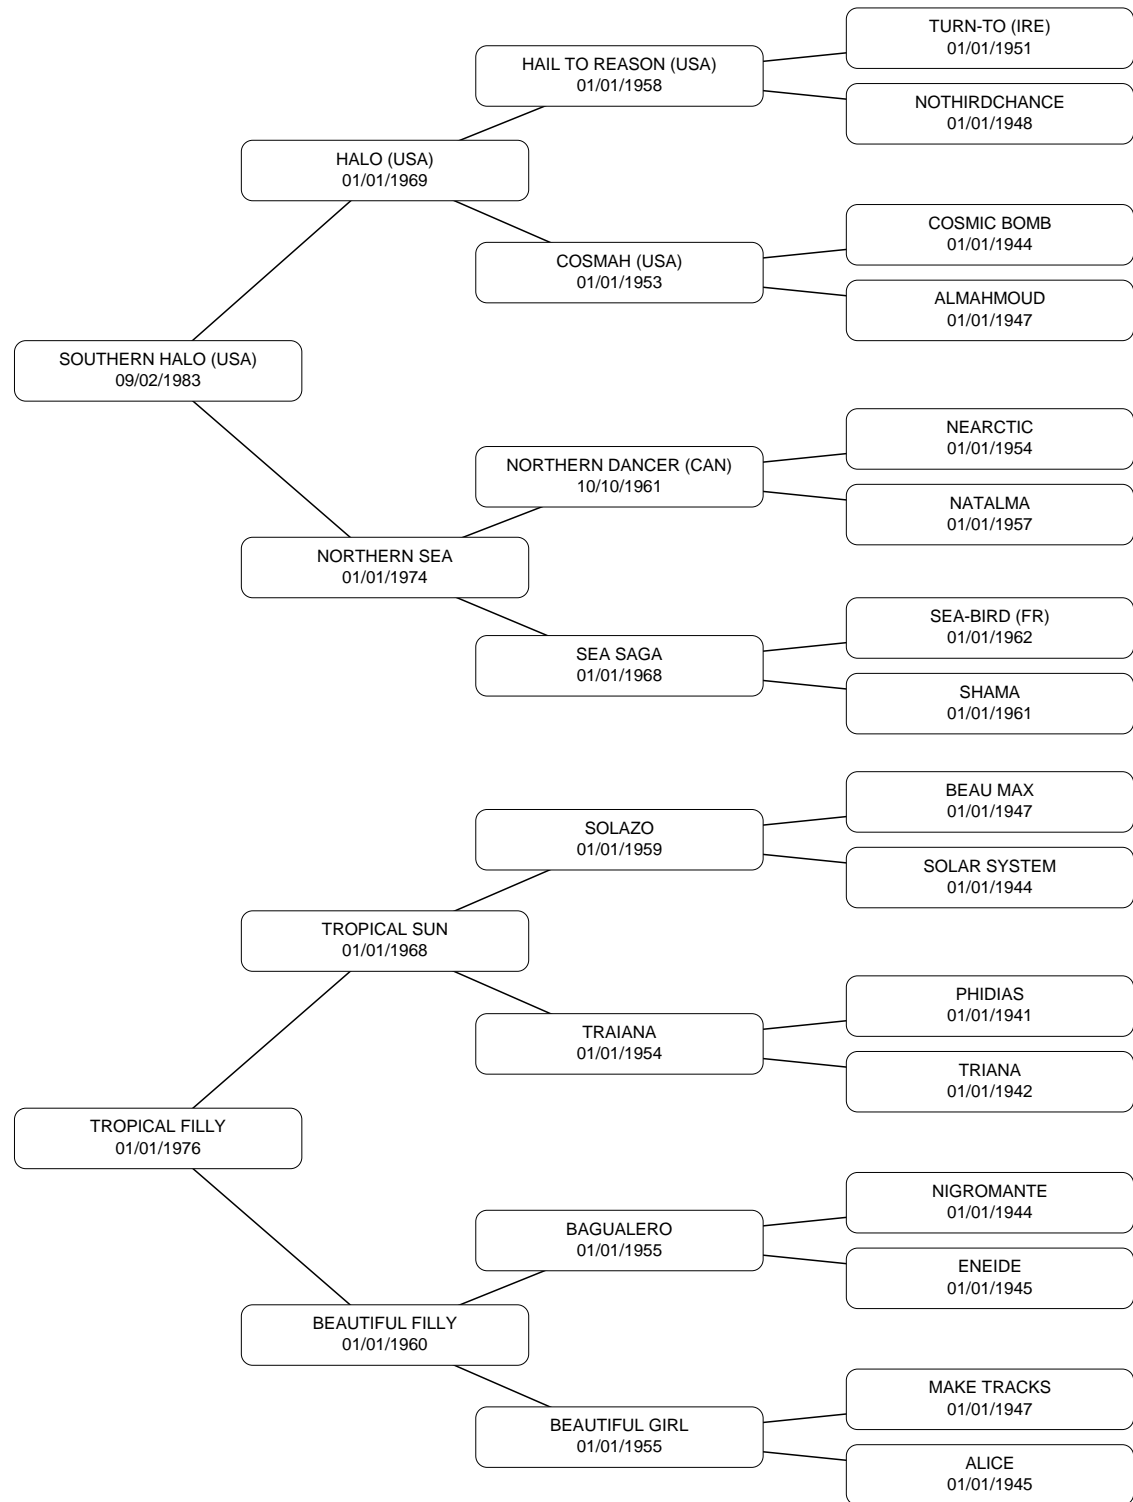 TURN-TO (IRE)
01/01/1951
HAIL TO REASON (USA)
01/01/1958
NOTHIRDCHANCE
01/01/1948
HALO (USA)
01/01/1969
COSMIC BOMB
01/01/1944
COSMAH (USA)
01/01/1953
ALMAHMOUD
01/01/1947
SOUTHERN HALO (USA)
09/02/1983
NEARCTIC
01/01/1954
NORTHERN DANCER (CAN)
10/10/1961
NATALMA
01/01/1957
NORTHERN SEA
01/01/1974
SEA-BIRD (FR)
01/01/1962
SEA SAGA
01/01/1968
SHAMA
01/01/1961
BEAU MAX
01/01/1947
SOLAZO
01/01/1959
SOLAR SYSTEM
01/01/1944
TROPICAL SUN
01/01/1968
PHIDIAS
01/01/1941
TRAIANA
01/01/1954
TRIANA
01/01/1942
TROPICAL FILLY
01/01/1976
NIGROMANTE
01/01/1944
BAGUALERO
01/01/1955
ENEIDE
01/01/1945
BEAUTIFUL FILLY
01/01/1960
MAKE TRACKS
01/01/1947
BEAUTIFUL GIRL
01/01/1955
ALICE
01/01/1945